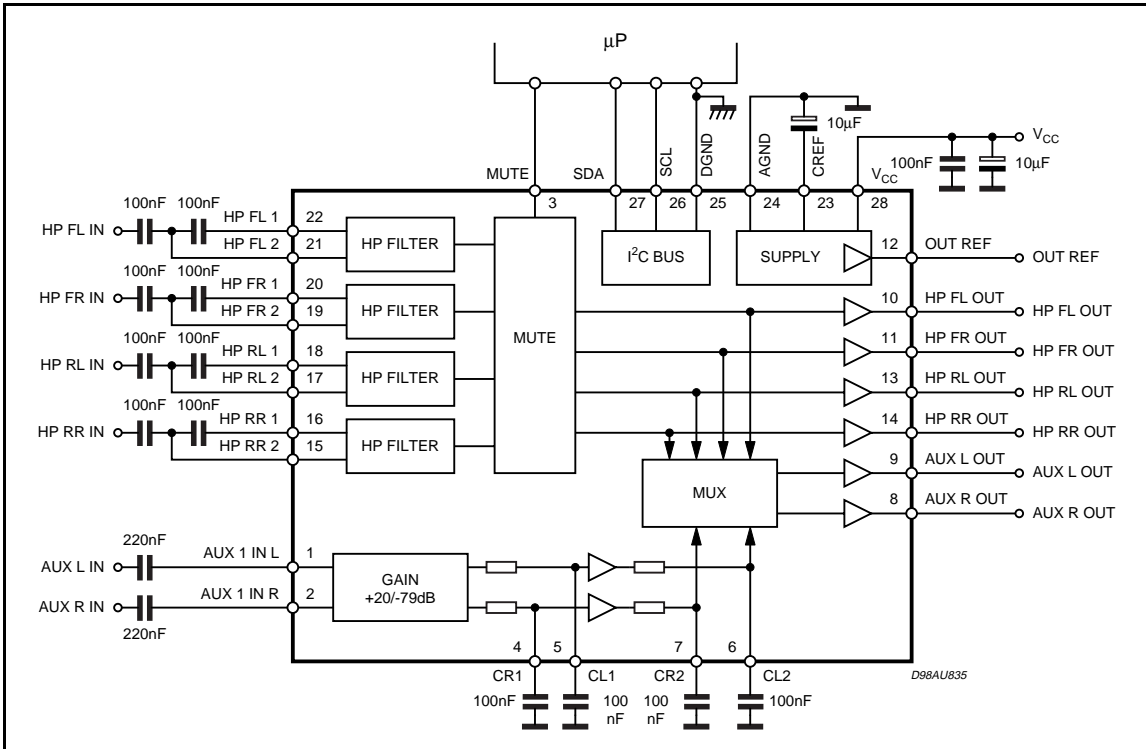 μP
10μF
V_CC
100nF
10μF
MUTE
SDA
SCL
DGND
AGND
CREF
V_CC
3
27
26
25
24
23
28
100nF
100nF
HP FL IN
HP FL 1
22
HP FL 2
21
HP FILTER
100nF
100nF
HP FR IN
HP FR 1
20
HP FR 2
19
HP FILTER
100nF
100nF
HP RL IN
HP RL 1
18
HP RL 2
17
HP FILTER
100nF
100nF
HP RR IN
HP RR 1
16
HP RR 2
15
HP FILTER
MUTE
I²C BUS
SUPPLY
12
OUT REF
OUT REF
10
HP FL OUT
HP FL OUT
11
HP FR OUT
HP FR OUT
13
HP RL OUT
HP RL OUT
14
HP RR OUT
HP RR OUT
MUX
9
AUX L OUT
AUX L OUT
8
AUX R OUT
AUX R OUT
220nF
AUX L IN
AUX 1 IN L
1
AUX R IN
AUX 1 IN R
2
220nF
GAIN
+20/-79dB
4
5
7
6
CR1
CL1
CR2
CL2
100nF
100
nF
100
nF
100nF
D98AU835